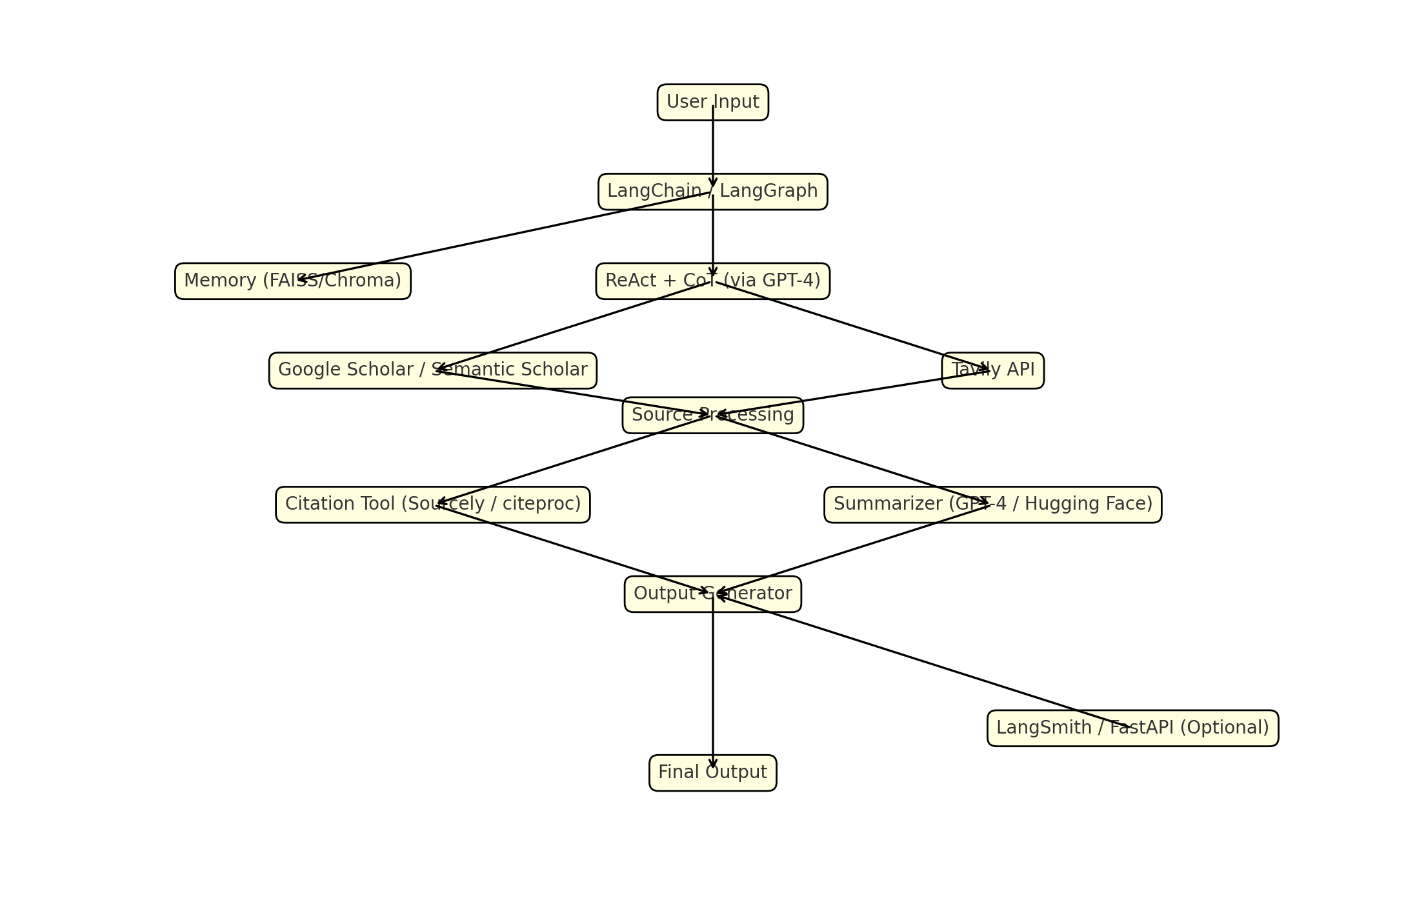 User Input
LangChain / LangGraph
Memory (FAISS/Chroma)
ReAct + CoT (via GPT-4)
Google Scholar / Semantic Scholar
Tavily API
Source Processing
Citation Tool (Sourcely / citeproc)
Summarizer (GPT-4 / Hugging Face)
Output Generator
LangSmith / FastAPI (Optional)
Final Output